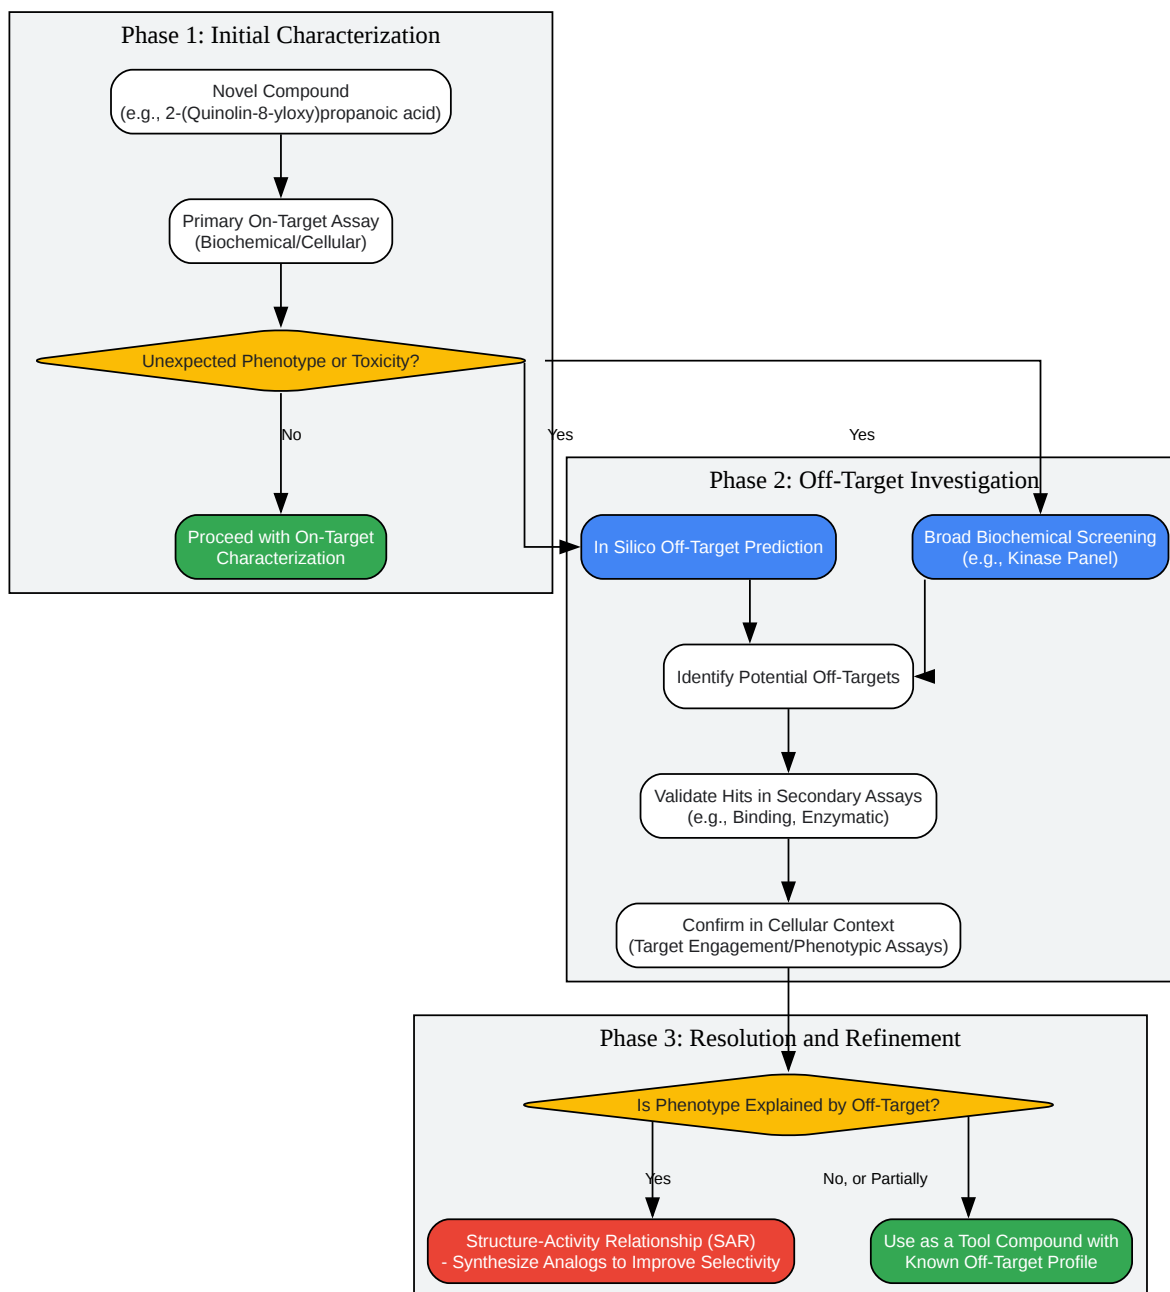 Phase 1: Initial Characterization
Novel Compound
(e.g., 2-(Quinolin-8-yloxy)propanoic acid)
Primary On-Target Assay
(Biochemical/Cellular)
Unexpected Phenotype or Toxicity?
No
Yes
Yes
Proceed with On-Target
Characterization
Phase 2: Off-Target Investigation
In Silico Off-Target Prediction
Broad Biochemical Screening
(e.g., Kinase Panel)
Identify Potential Off-Targets
Validate Hits in Secondary Assays
(e.g., Binding, Enzymatic)
Confirm in Cellular Context
(Target Engagement/Phenotypic Assays)
Phase 3: Resolution and Refinement
Is Phenotype Explained by Off-Target?
Yes
No, or Partially
Structure-Activity Relationship (SAR)
- Synthesize Analogs to Improve Selectivity
Use as a Tool Compound with
Known Off-Target Profile